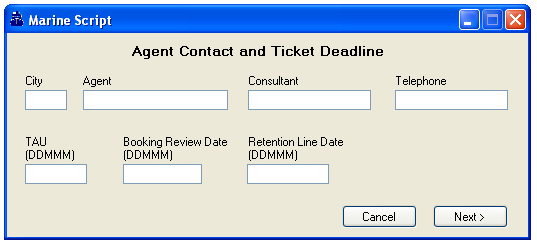 Marine Script
Agent Contact and Ticket Deadline
City Agent Consultant Telephone
TAU Booking Review Date Retention Line Date
(DDMMM) (DDMMM) (DDMMM)
Cancel Next >